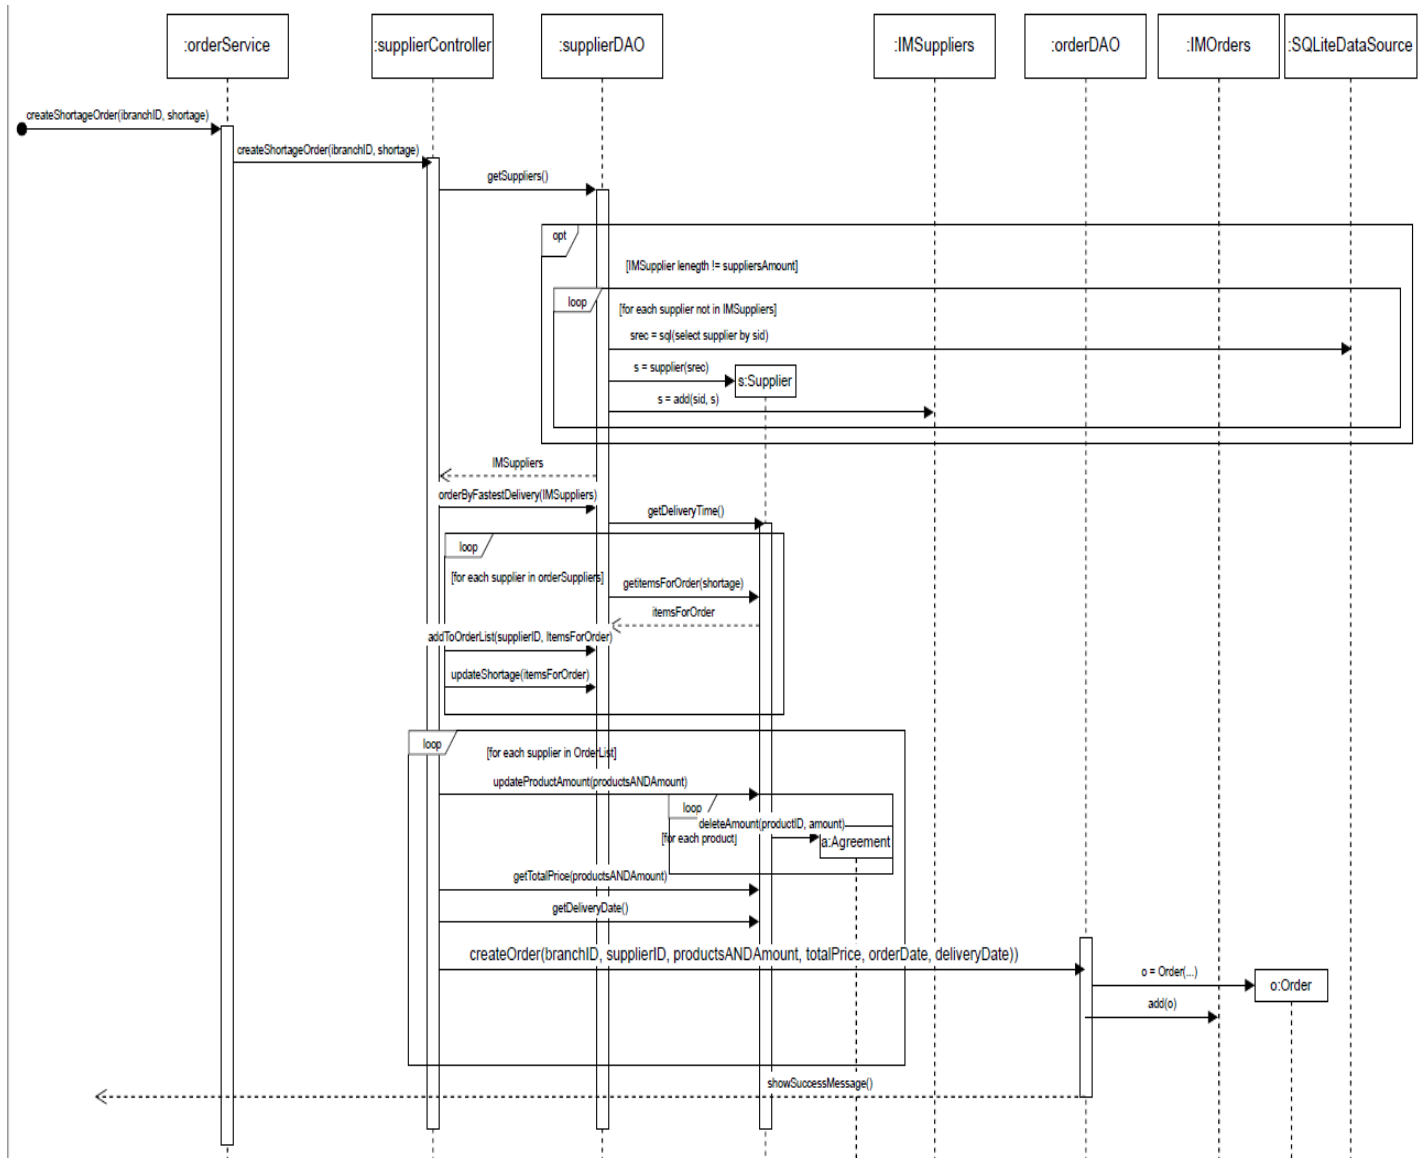 :orderService
:supplierController
:supplierDAO
:IMSuppliers
:orderDAO
:IMOrders
:SQLiteDataSource
createShortageOrder(ibranchID, shortage)
createShortageOrder(ibranchID, shortage)
getSuppliers()
opt
[IMSupplier lenegth != suppliersAmount]
loop
[for each supplier not in IMSuppliers]
srec = sql(select supplier by sid)
s = supplier(srec)
s:Supplier
s = add(sid, s)
IMSuppliers
orderByFastestDelivery(IMSuppliers)
getDeliveryTime()
loop
[for each supplier in orderSuppliers]
getitemsForOrder(shortage)
itemsForOrder
addToOrderList(supplierID, ItemsForOrder)
updateShortage(itemsForOrder)
loop
[for each supplier in OrderList]
updateProductAmount(productsANDAmount)
loop
deleteAmount(productID, amount)
[for each product]
a:Agreement
getTotalPrice(productsANDAmount)
getDeliveryDate()
createOrder(branchID, supplierID, productsANDAmount, totalPrice, orderDate, deliveryDate))
o = Order(...)
o:Order
add(o)
showSuccessMessage()